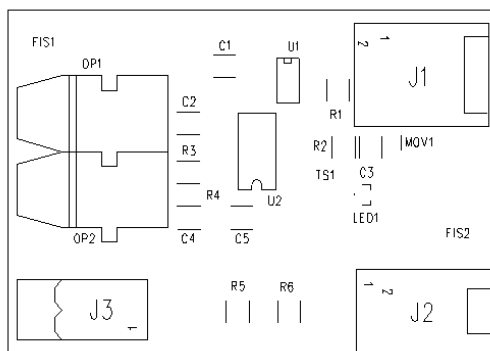 FIS1
C1
U1
OP1
1
2
J1
C2
R1
R3
R2
TS1
C3
MOV1
R4
U2
LED1
OP2
C4
C5
FIS2
R5
R6
J3
1
1
2
J2